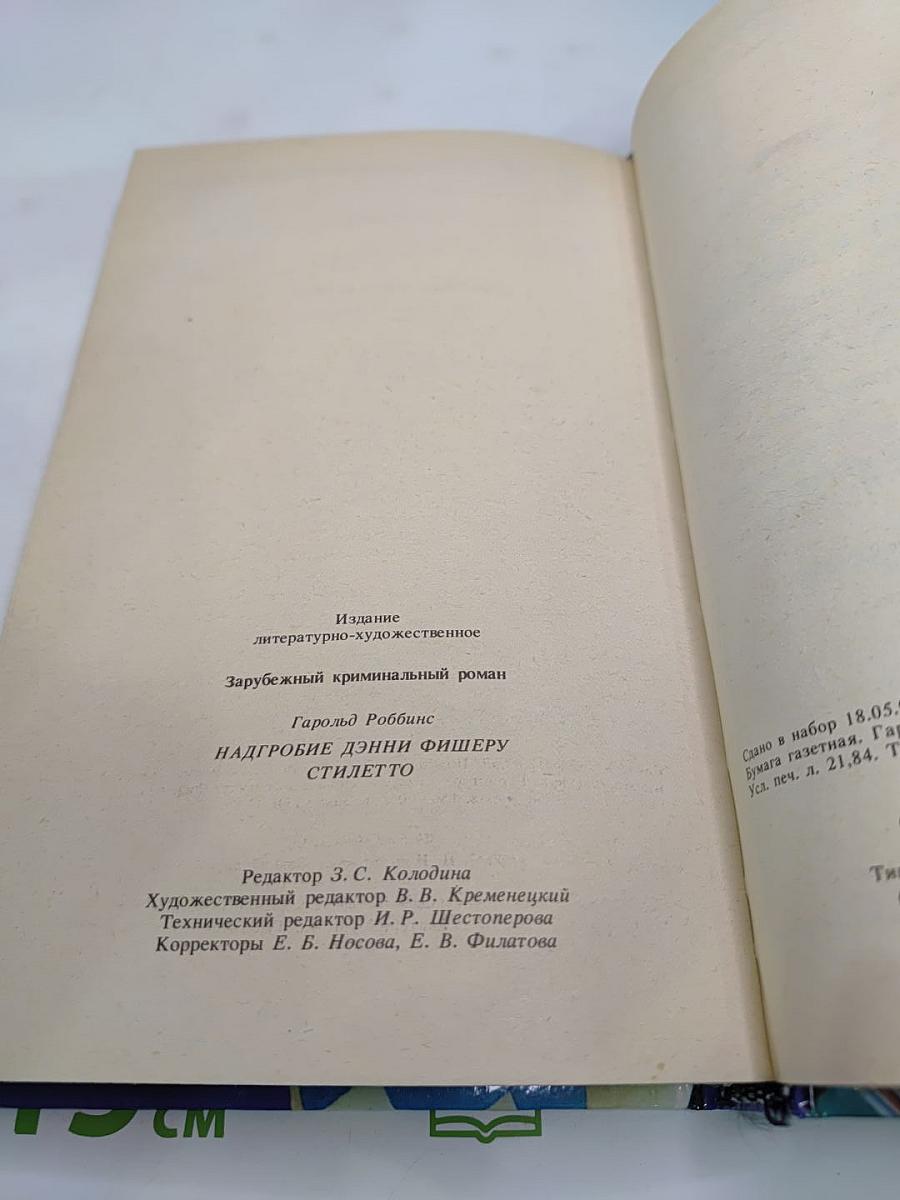 Издание
литературно-художественное
Зарубежный криминальный роман
Гарольд Роббинс
НАДГРОБИЕ ДЭННИ ФИШЕРУ
СТИЛЕТТО
Редактор З. С. Колодина
Художественный редактор В. В. Кременецкий
Технический редактор И. Р. Шестоперова
Корректоры Е. Б. Носова, Е. В. Филатова
Сдано в набор 18.05.
Бумага газетная.
Усл. печ. л. 21,84.
см